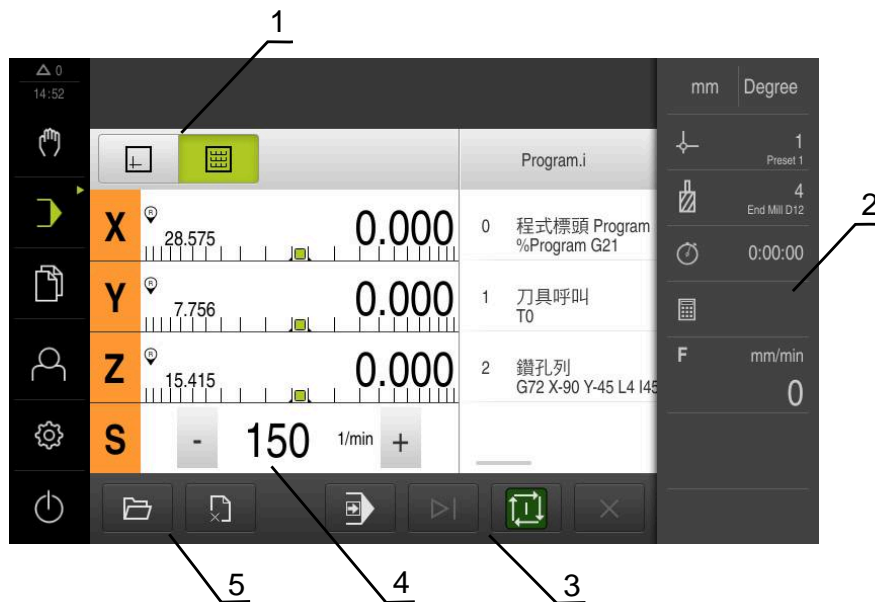 1
0
14:52
mm Degree
1
Preset 1
Program.i
4
End Mill D12
2
X R 28.575 0.000
0 程式標頭 Program
%Program G21
0:00:00
Y R 7.756 0.000
1 刀具呼叫
T0
Z R 15.415 0.000
2 鑽孔列
G72 X-90 Y-45 L4 I45
F mm/min
0
S - 150 1/min +
5
4
3